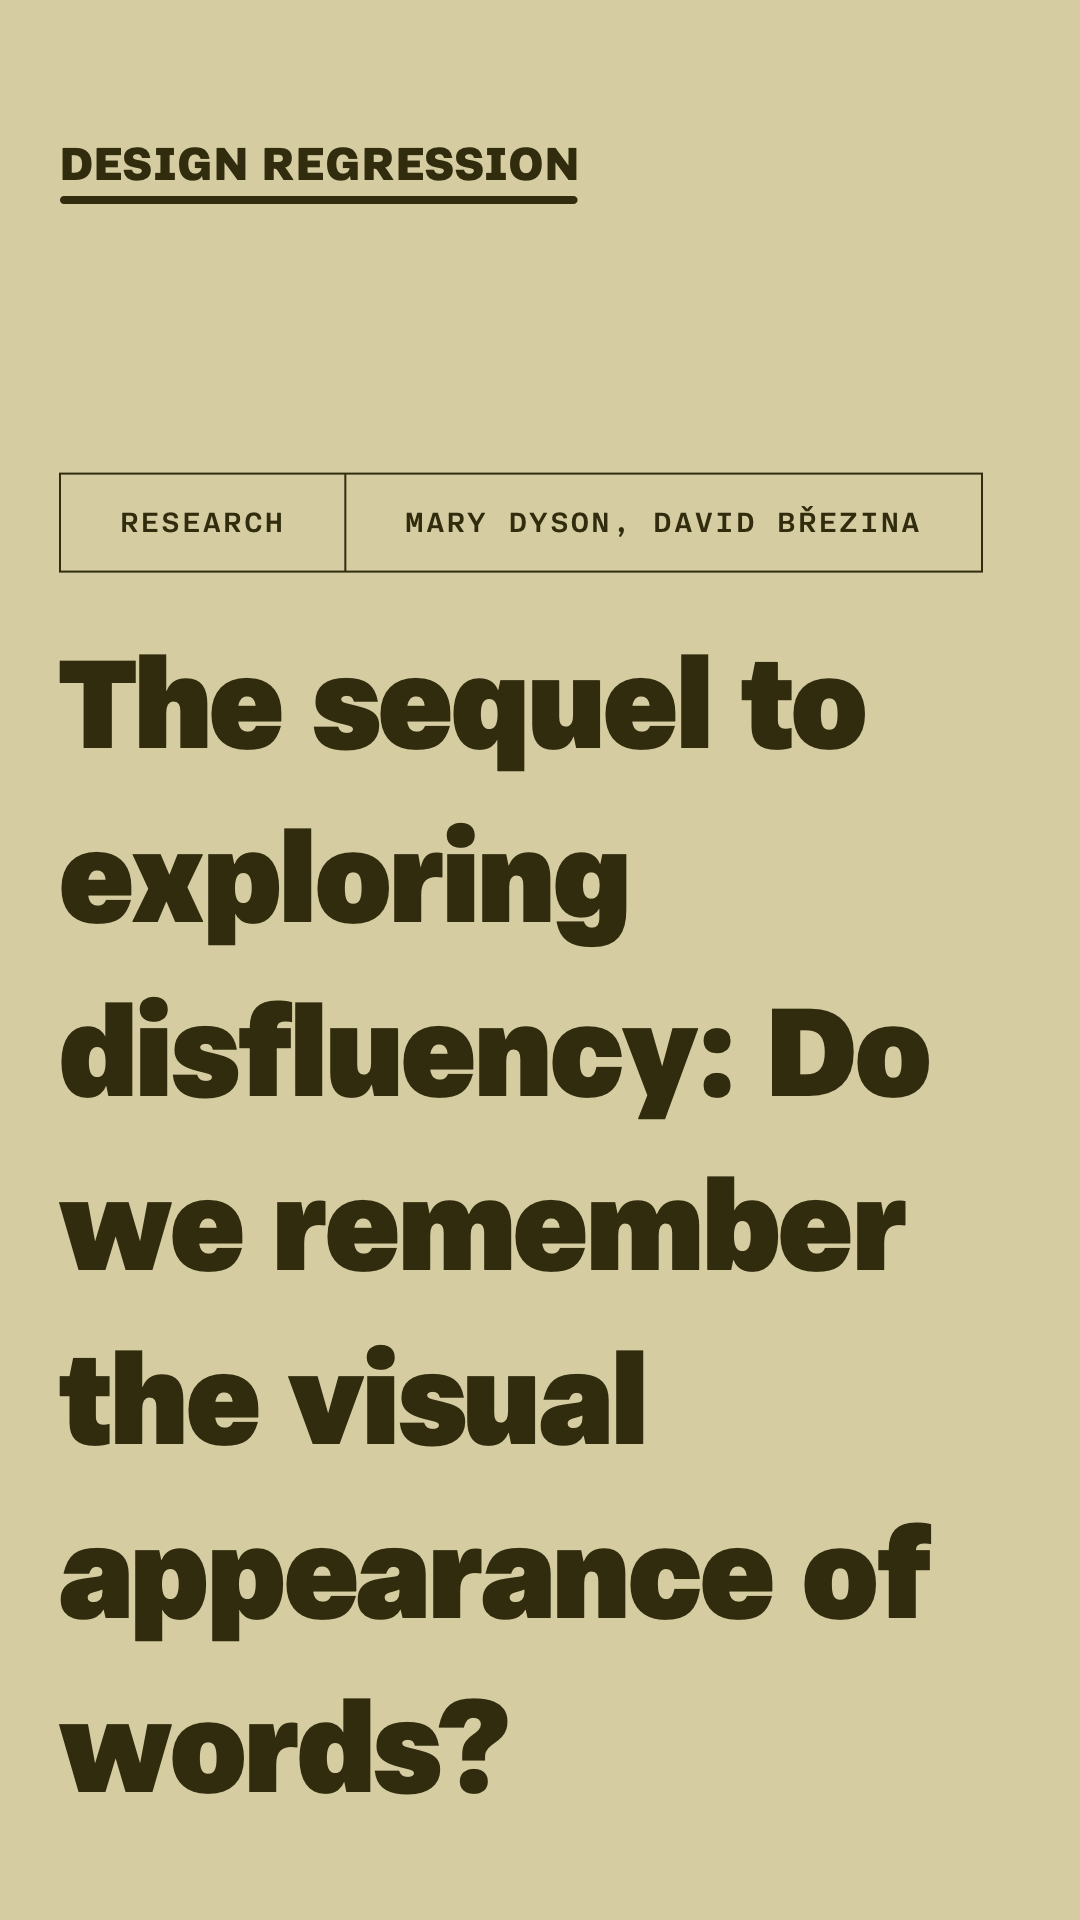 DESIGN REGRESSION
RESEARCH
MARY DYSON, DAVID BŘEZINA
The sequel to
exploring
disfluency: Do
we remember
the visual
appearance of
words?